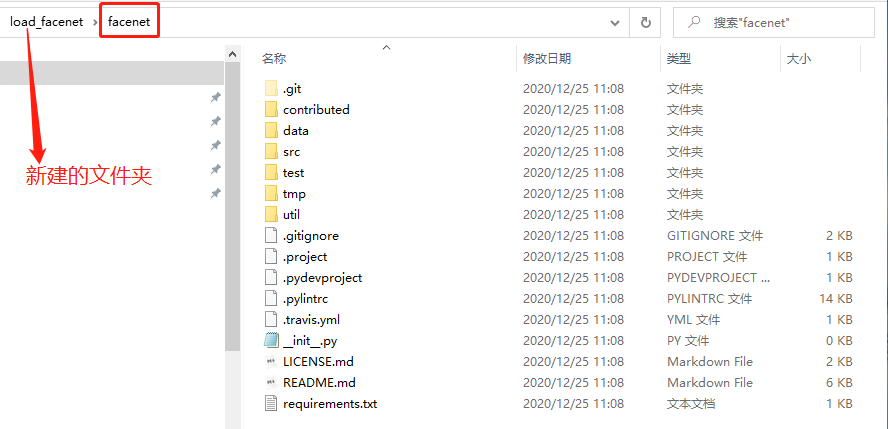 load_facenet > facenet
搜索"facenet"
新建的文件夹
名称 修改日期 类型 大小
.git 2020/12/25 11:08 文件夹
contributed 2020/12/25 11:08 文件夹
data 2020/12/25 11:08 文件夹
src 2020/12/25 11:08 文件夹
test 2020/12/25 11:08 文件夹
tmp 2020/12/25 11:08 文件夹
util 2020/12/25 11:08 文件夹
.gitignore 2020/12/25 11:08 GITIGNORE 文件 2 KB
.project 2020/12/25 11:08 PROJECT 文件 1 KB
.pydevproject 2020/12/25 11:08 PYDEVPROJECT ... 1 KB
.pylintrc 2020/12/25 11:08 PYLINTRC 文件 14 KB
.travis.yml 2020/12/25 11:08 YML 文件 1 KB
__init__.py 2020/12/25 11:08 PY 文件 0 KB
LICENSE.md 2020/12/25 11:08 Markdown File 2 KB
README.md 2020/12/25 11:08 Markdown File 6 KB
requirements.txt 2020/12/25 11:08 文本文档 1 KB